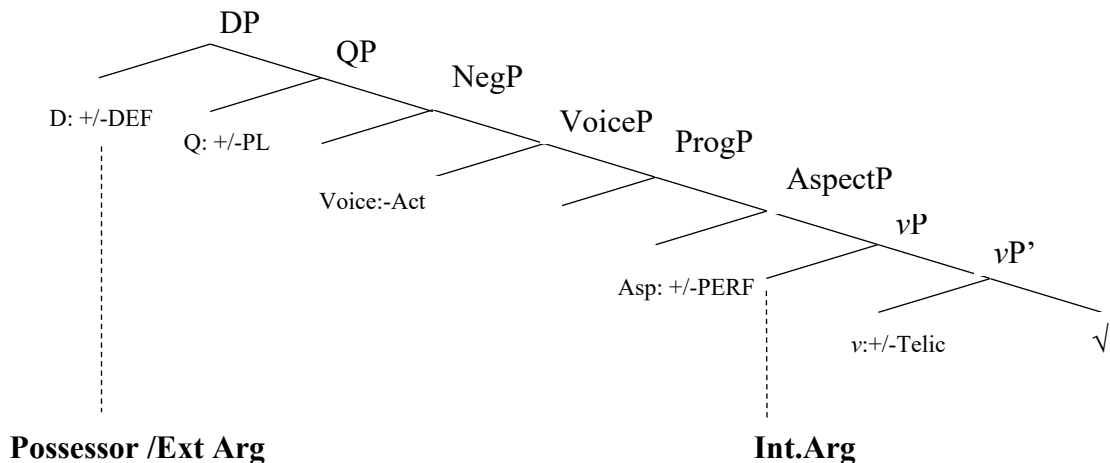 DP
QP
NegP
D: +/-DEF
VoiceP
Q: +/-PL
ProgP
AspectP
Voice:-Act
vP
vP’
Asp: +/-PERF
v:+/-Telic
√
Possessor /Ext Arg
Int.Arg